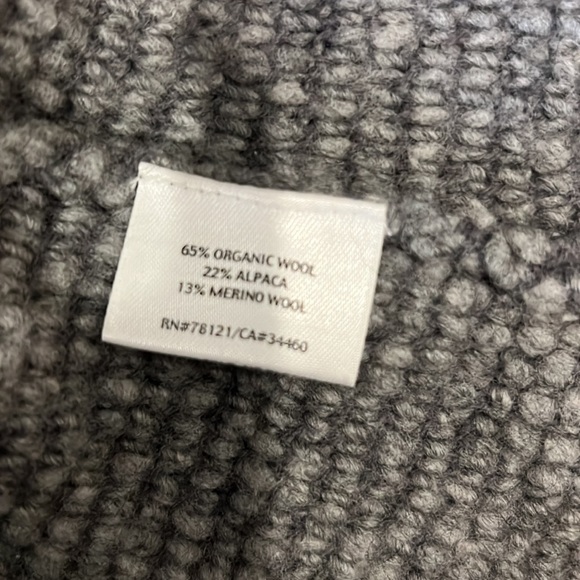 65% ORGANIC WOOL
22% ALPACA
13% MERINO WOOL
RN#78121/CA#34460